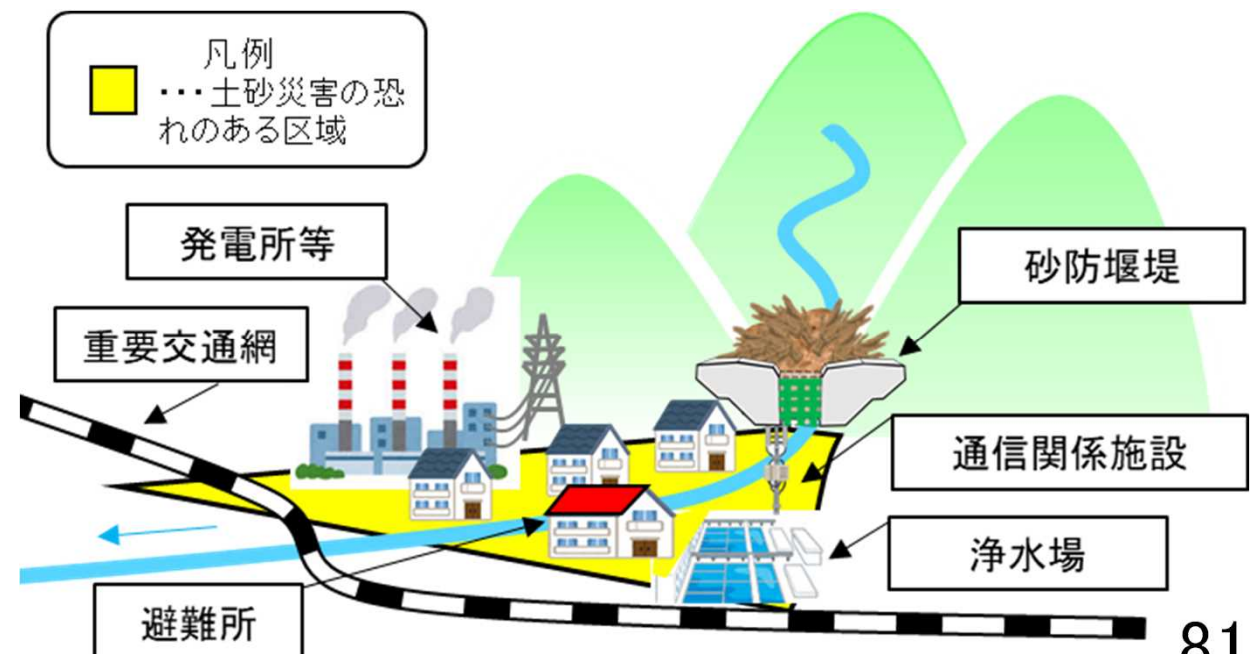 凡例
・・・土砂災害の恐
れのある区域
発電所等
重要交通網
砂防堰堤
通信関係施設
浄水場
避難所
81